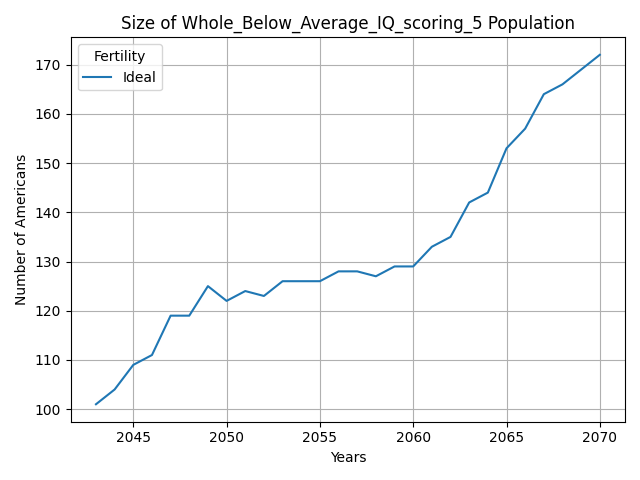 Size of Whole_Below_Average_IQ_scoring_5 Population
Fertility
Ideal
170
160
150
140
130
120
110
100
Number of Americans
2045 2050 2055 2060 2065 2070
Years